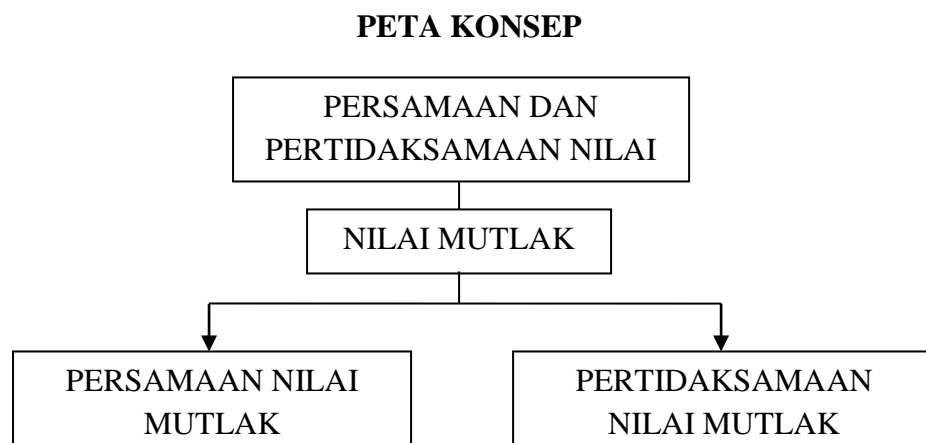 PETA KONSEP
PERSAMAAN DAN
PERTIDAKSAMAAN NILAI
NILAI MUTLAK
PERSAMAAN NILAI
MUTLAK
PERTIDAKSAMAAN
NILAI MUTLAK